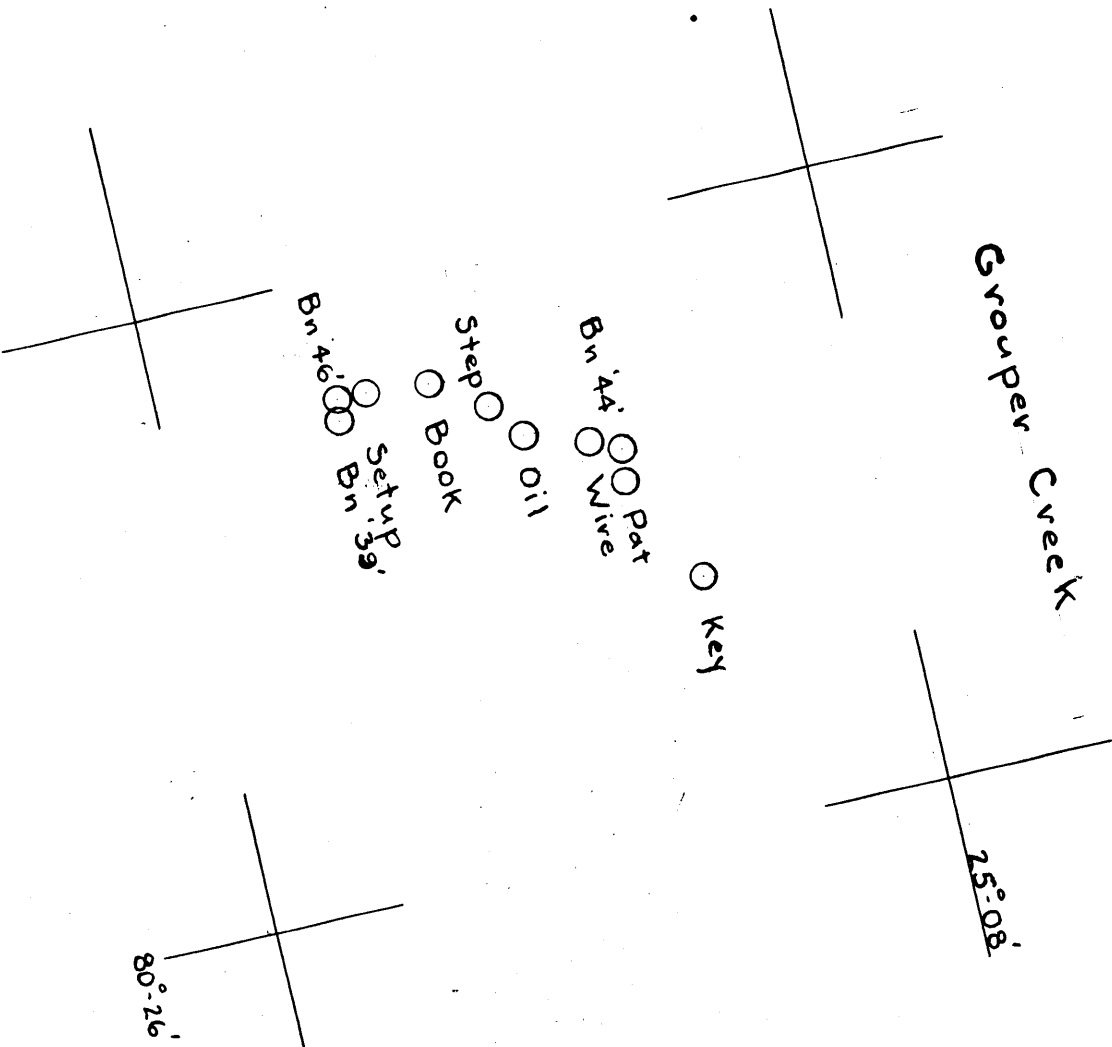 Grouper Creek
Bn '46'
Setup
Bn '39'
Book
Step
Oil
Bn '44'
Wire
Pat
Key
25°-08'
80°-26'